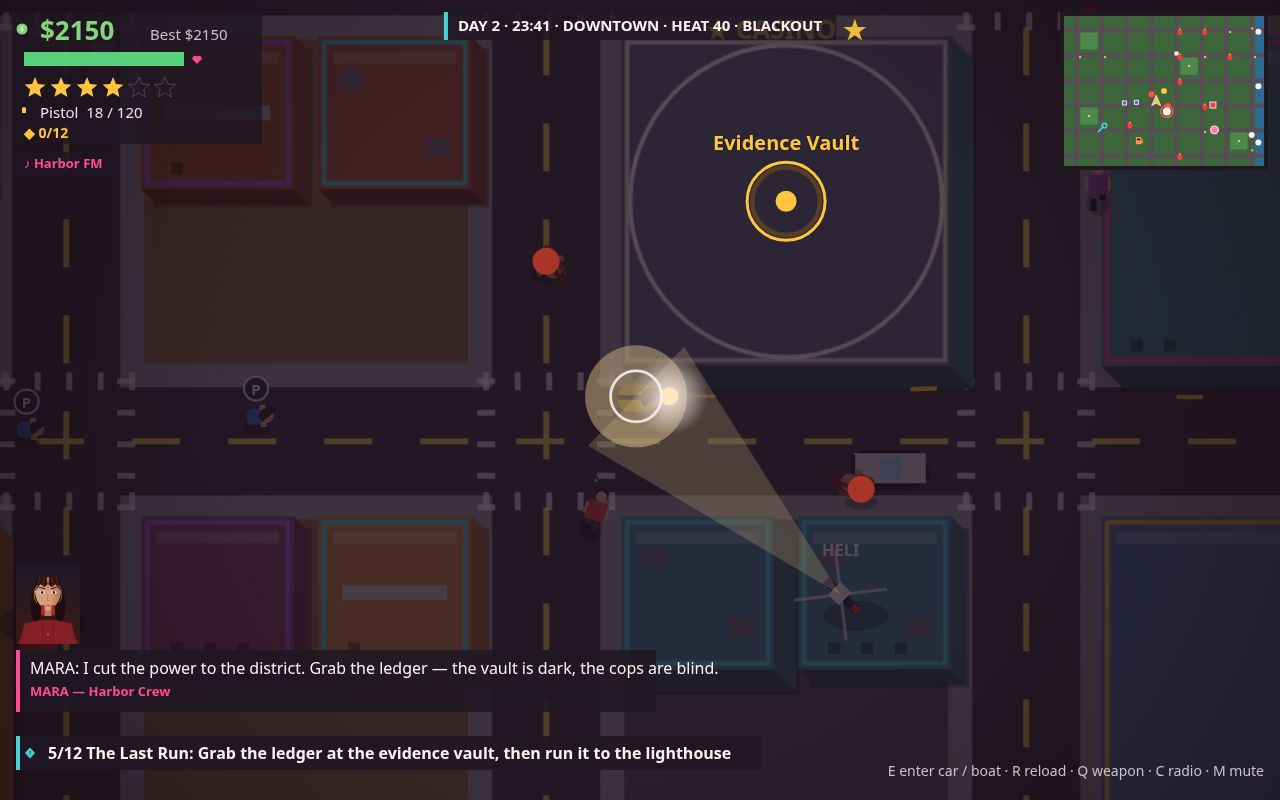 $2150
Best $2150
DAY 2 · 23:41 · DOWNTOWN · HEAT 40 · BLACKOUT
CASINO
Pistol 18 / 120
0/12
♪ Harbor FM
Evidence Vault
P
P
HELI
MARA: I cut the power to the district. Grab the ledger — the vault is dark, the cops are blind.
MARA — Harbor Crew
5/12 The Last Run: Grab the ledger at the evidence vault, then run it to the lighthouse
E enter car / boat · R reload · Q weapon · C radio · M mute